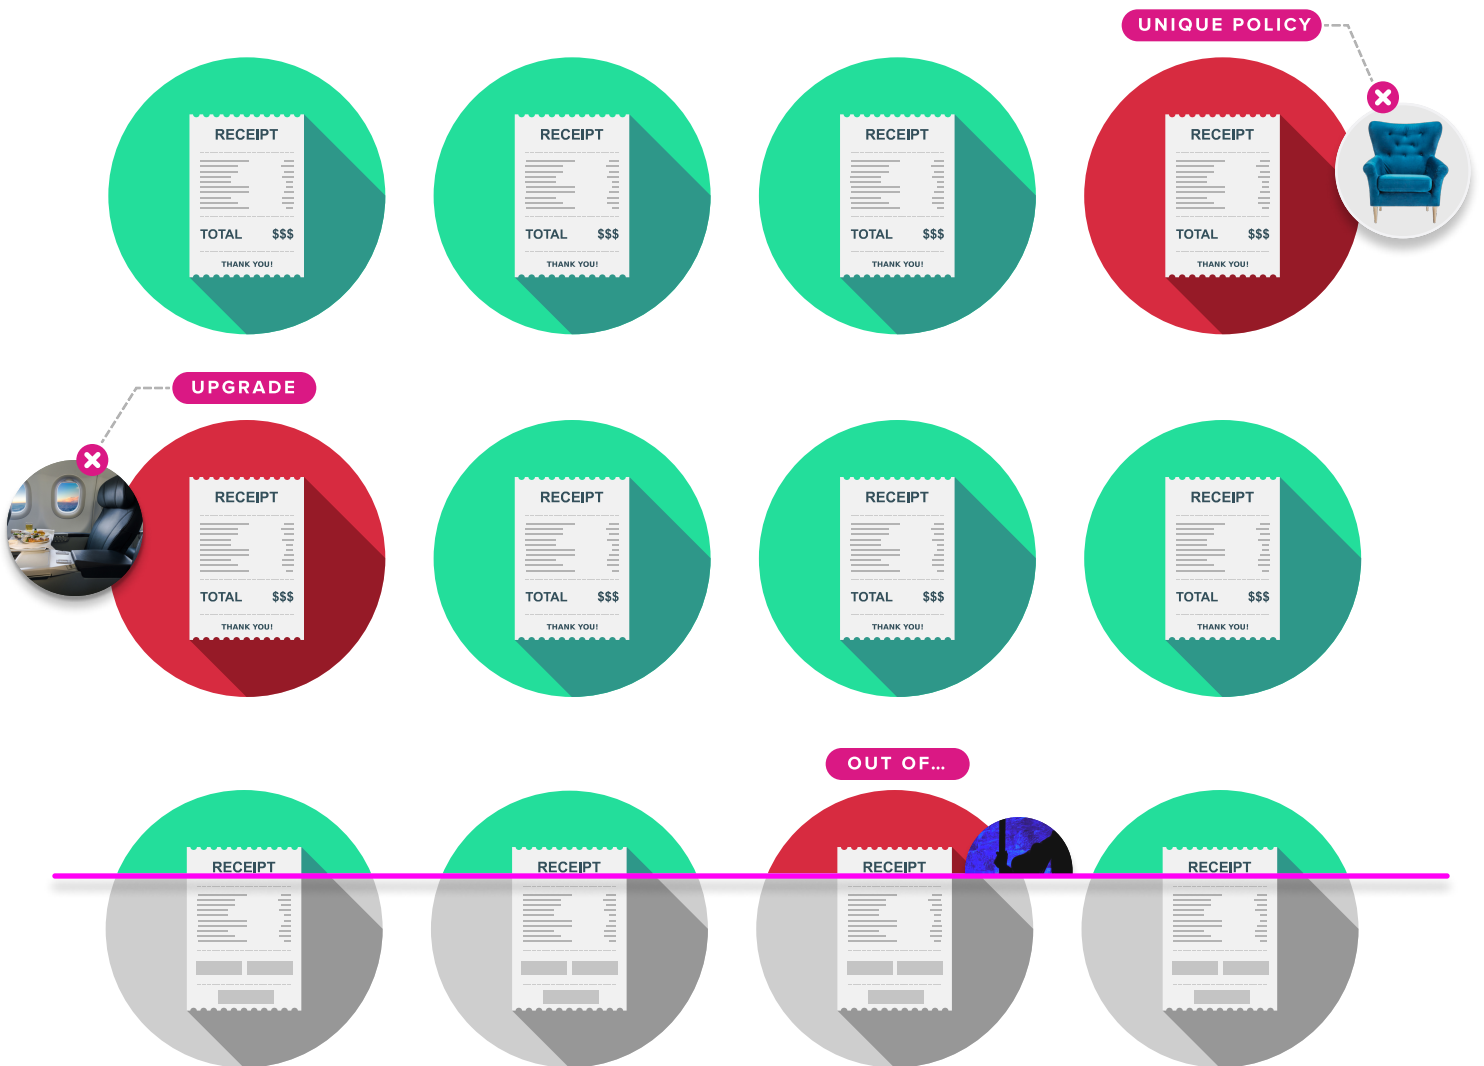 UNIQUE POLICY
RECEIPT
TOTAL $$$
THANK YOU!
RECEIPT
TOTAL $$$
THANK YOU!
RECEIPT
TOTAL $$$
THANK YOU!
RECEIPT
TOTAL $$$
THANK YOU!
UPGRADE
RECEIPT
TOTAL $$$
THANK YOU!
RECEIPT
TOTAL $$$
THANK YOU!
RECEIPT
TOTAL $$$
THANK YOU!
RECEIPT
TOTAL $$$
THANK YOU!
OUT OF...
RECEIPT
RECEIPT
RECEIPT
RECEIPT